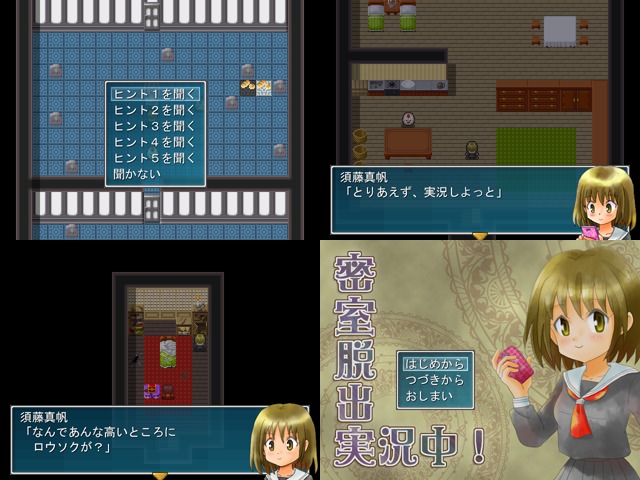 ヒント１を聞く
ヒント２を聞く
ヒント３を聞く
ヒント４を聞く
ヒント５を聞く
聞かない
須藤真帆
「とりあえず、実況しよっと」
須藤真帆
「なんであんな高いところに
ロウソクが？」
密室脱出実況中！
はじめから
つづきから
おしまい